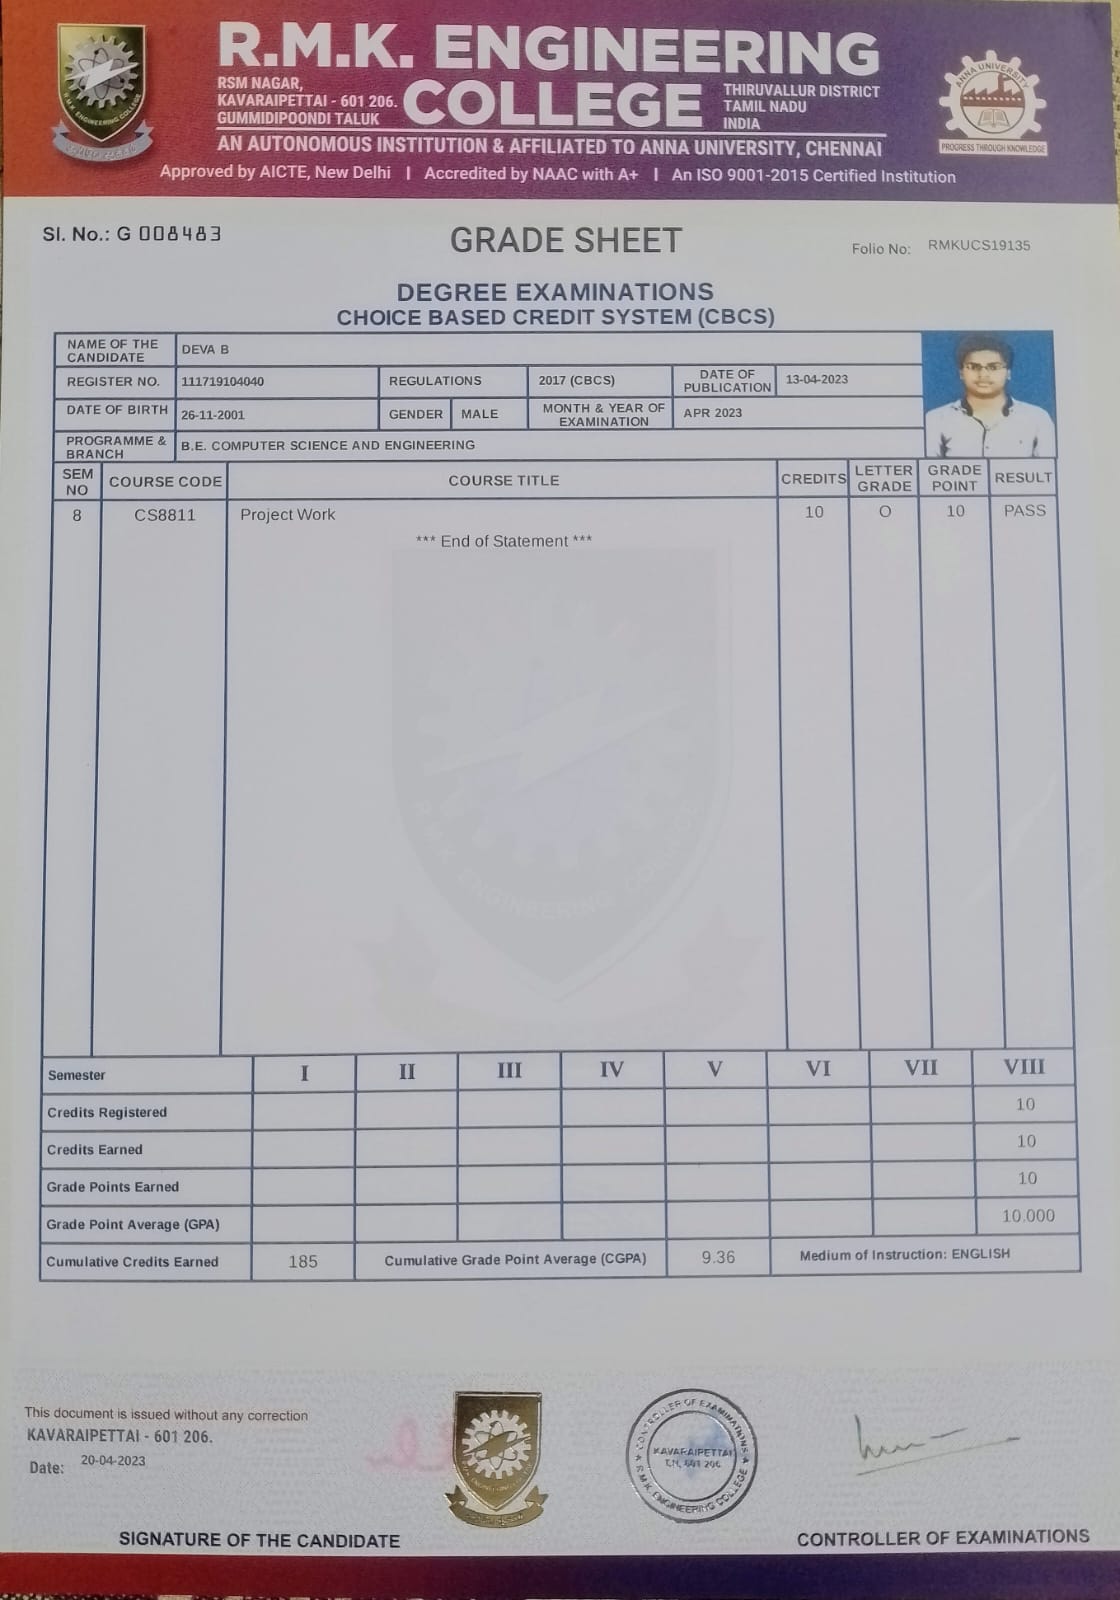 R.M.K. ENGINEERING
COLLEGE
RSM NAGAR,
KAVARAIPETTAI - 601 206.
GUMMIDIPOONDI TALUK
THIRUVALLUR DISTRICT
TAMIL NADU
INDIA
AN AUTONOMOUS INSTITUTION & AFFILIATED TO ANNA UNIVERSITY, CHENNAI
Approved by AICTE, New Delhi | Accredited by NAAC with A+ | An ISO 9001-2015 Certified Institution
R.M.K. ENGINEERING COLLEGE
ANNA UNIVERSITY
PROGRESS THROUGH KNOWLEDGE
Sl. No.: G 008483
GRADE SHEET
Folio No: RMKUCS19135
DEGREE EXAMINATIONS
CHOICE BASED CREDIT SYSTEM (CBCS)
NAME OF THE CANDIDATE DEVA B
REGISTER NO. 111719104040 REGULATIONS 2017 (CBCS) DATE OF PUBLICATION 13-04-2023
DATE OF BIRTH 26-11-2001 GENDER MALE MONTH & YEAR OF EXAMINATION APR 2023
PROGRAMME & BRANCH B.E. COMPUTER SCIENCE AND ENGINEERING
SEM NO COURSE CODE COURSE TITLE CREDITS LETTER GRADE GRADE POINT RESULT
8 CS8811 Project Work 10 O 10 PASS
*** End of Statement ***
R.M.K. ENGINEERING COLLEGE
Semester I II III IV V VI VII VIII
Credits Registered 10
Credits Earned 10
Grade Points Earned 10
Grade Point Average (GPA) 10.000
Cumulative Credits Earned 185 Cumulative Grade Point Average (CGPA) 9.36 Medium of Instruction: ENGLISH
This document is issued without any correction
KAVARAIPETTAI - 601 206.
Date: 20-04-2023
CONTROLLER OF EXAMINATIONS
KAVARAIPETTAI
TN, 601 206
R.M.K. ENGINEERING COLLEGE
SIGNATURE OF THE CANDIDATE
CONTROLLER OF EXAMINATIONS